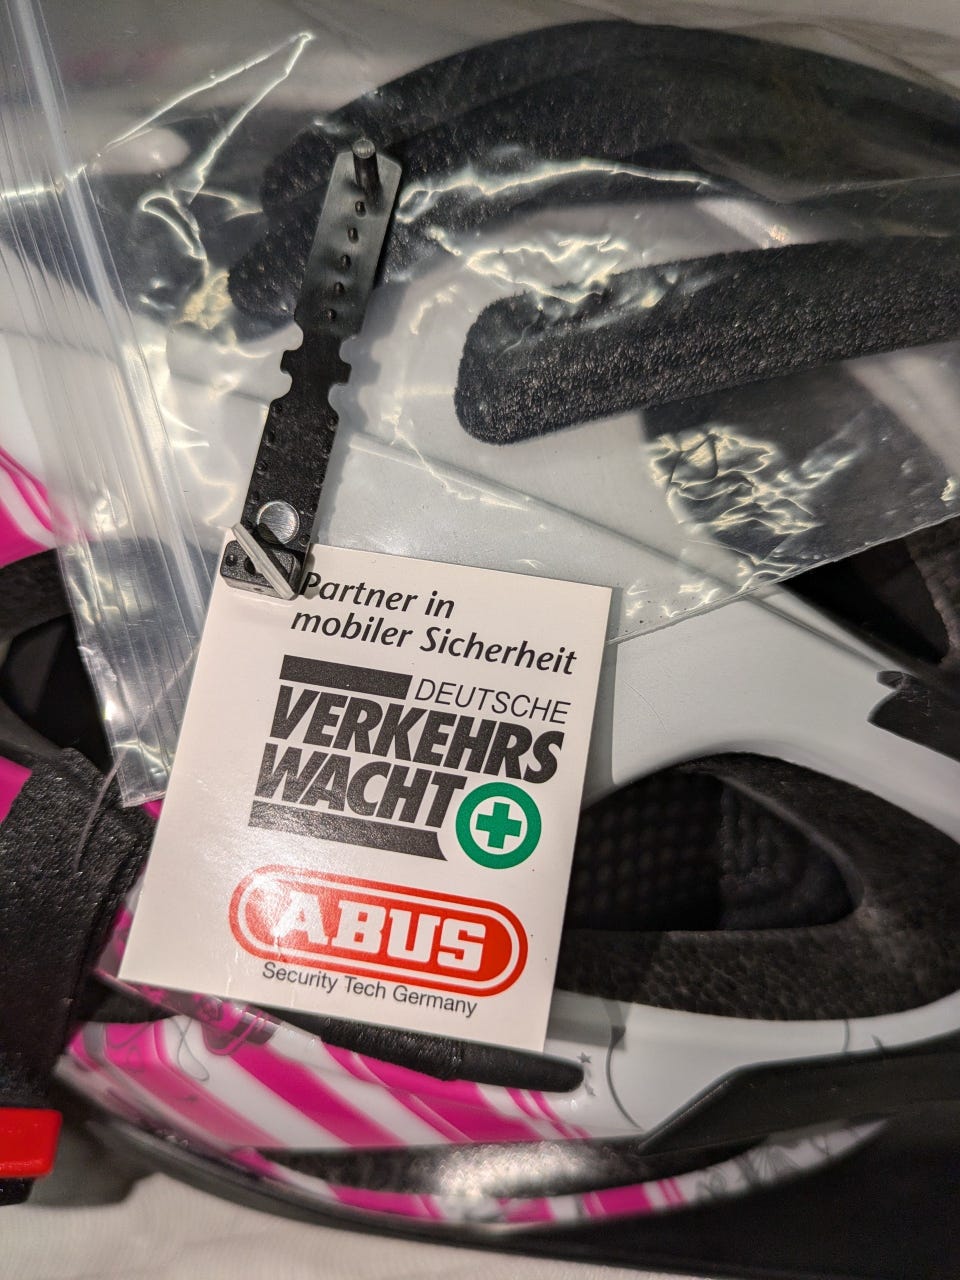 Partner in
mobiler Sicherheit
DEUTSCHE
VERKEHRS
WACHT
ABUS
Security Tech Germany